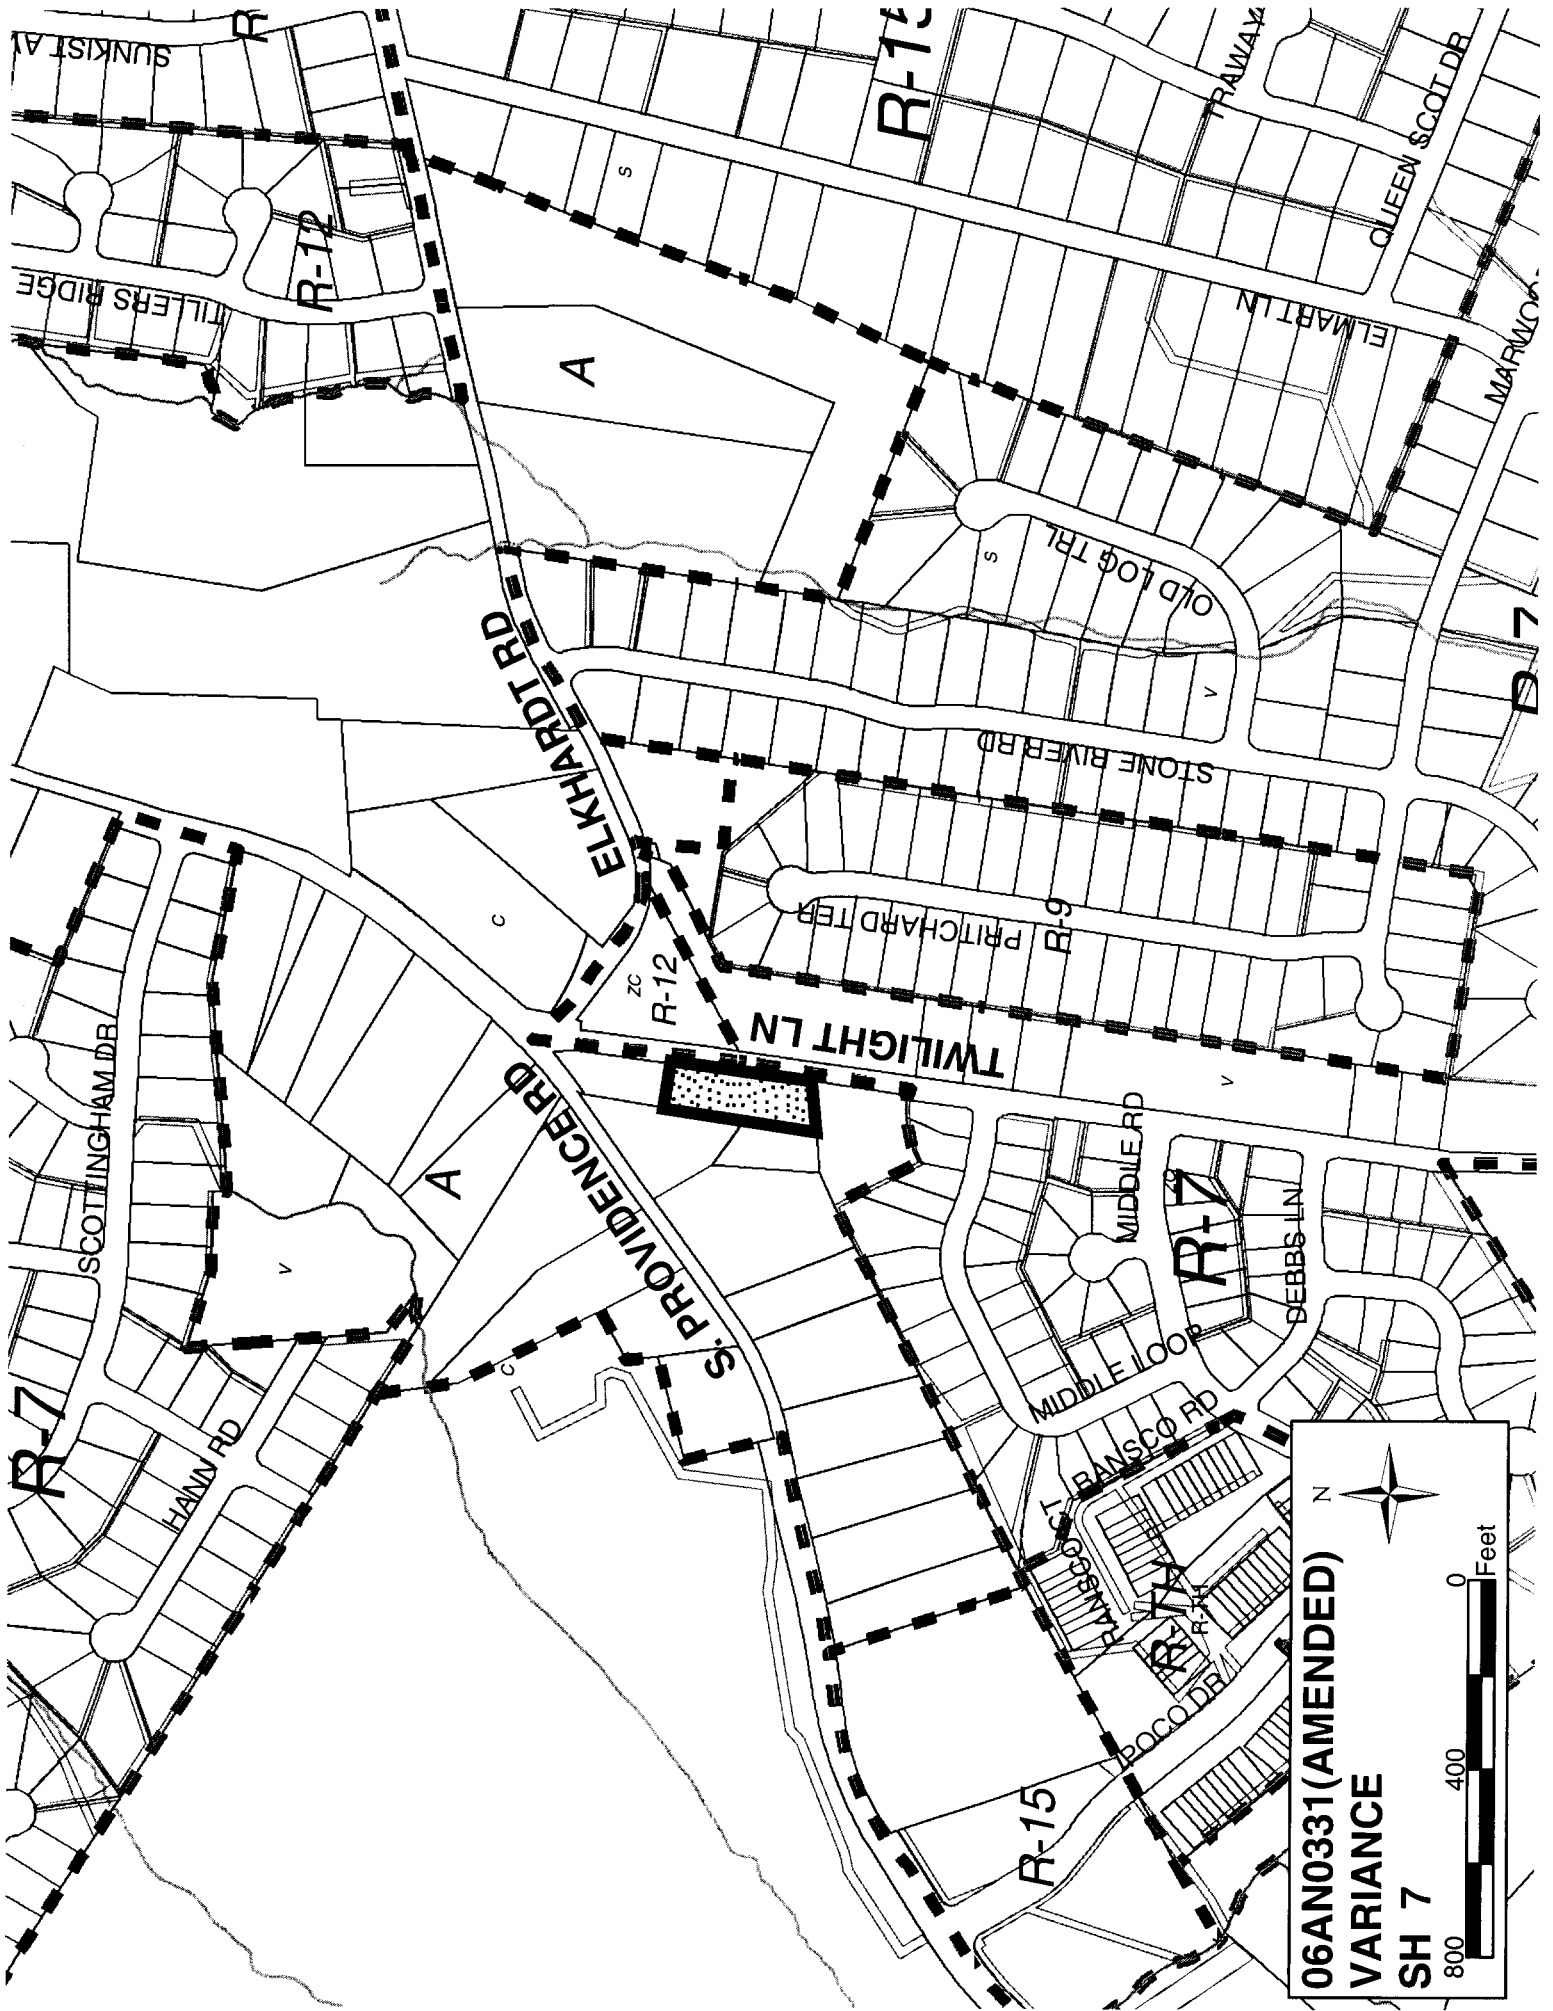 SUNKIST AV
R
TILLERS RIDGE
R-12
R-15
TRAWAY
QUEEN SCOT DR
S
ELMART LN
A
OLD LOG TRL
S
ELKHARDT RD
STONE RIVER RD
V
R-7
SCOTTINGHAM DR
C
PRITCHARD TER
R-9
ZC
R-12
TWILIGHT LN
V
S. PROVIDENCE RD
A
V
C
MIDDLE RD
R-7
DEBBS LN
MIDDLE LOOP
RANSCO RD
RANSCO CT
R-TH
R-TH
POCO DR
R-7
HANN RD
R-15
06AN0331(AMENDED)
VARIANCE
SH 7
N
800
400
0
Feet